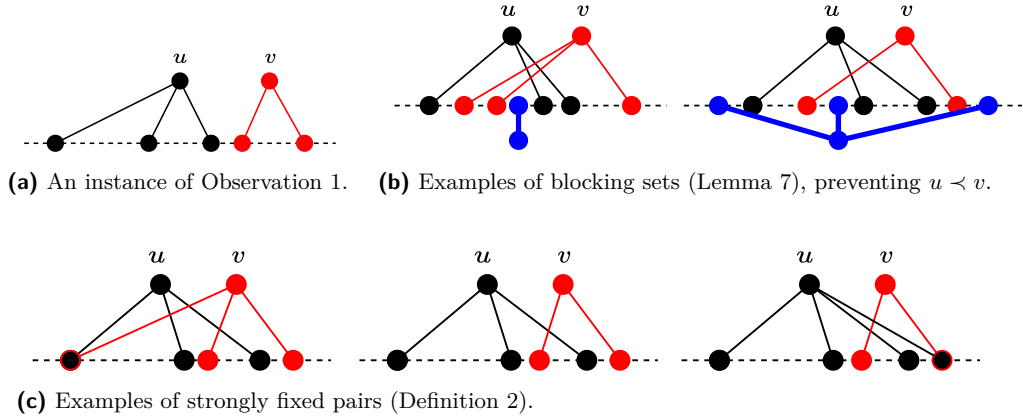 u v
u v
u v
(a) An instance of Observation 1.
(b) Examples of blocking sets (Lemma 7), preventing u ≺ v.
u v
u v
u v
(c) Examples of strongly fixed pairs (Definition 2).